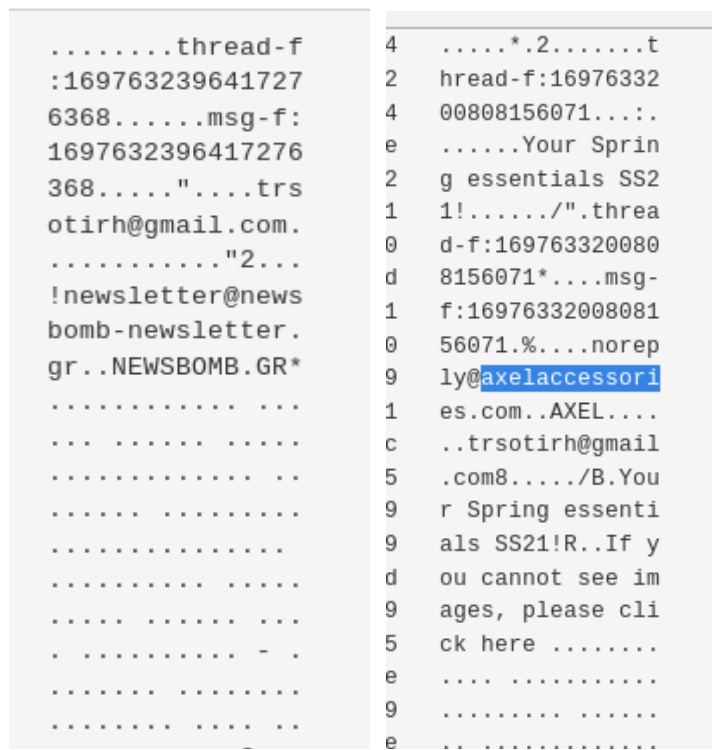 ........thread-f
:169763239641727
6368......msg-f:
1697632396417276
368....."....trs
otirh@gmail.com.
..........."2...
!newsletter@news
bomb-newsletter.
gr..NEWSBOMB.GR*
............ ...
... ...... .....
............. ..
...... .........
...............
.......... .....
..... ...... ...
. .......... - .
....... ........
........ .... ..
4 .....*.2.......t
2 hread-f:16976332
4 00808156071...:.
e ......Your Sprin
2 g essentials SS2
1 1!....../".threa
0 d-f:169763320080
d 8156071*....msg-
1 f:16976332008081
0 56071.%....norep
9 ly@axelaccessori
1 es.com..AXEL....
c ..trsotirh@gmail
5 .com8...../B.You
9 r Spring essenti
9 als SS21!R..If y
d ou cannot see im
9 ages, please cli
5 ck here ........
e .... ...........
9 ......... ......
e .. .............